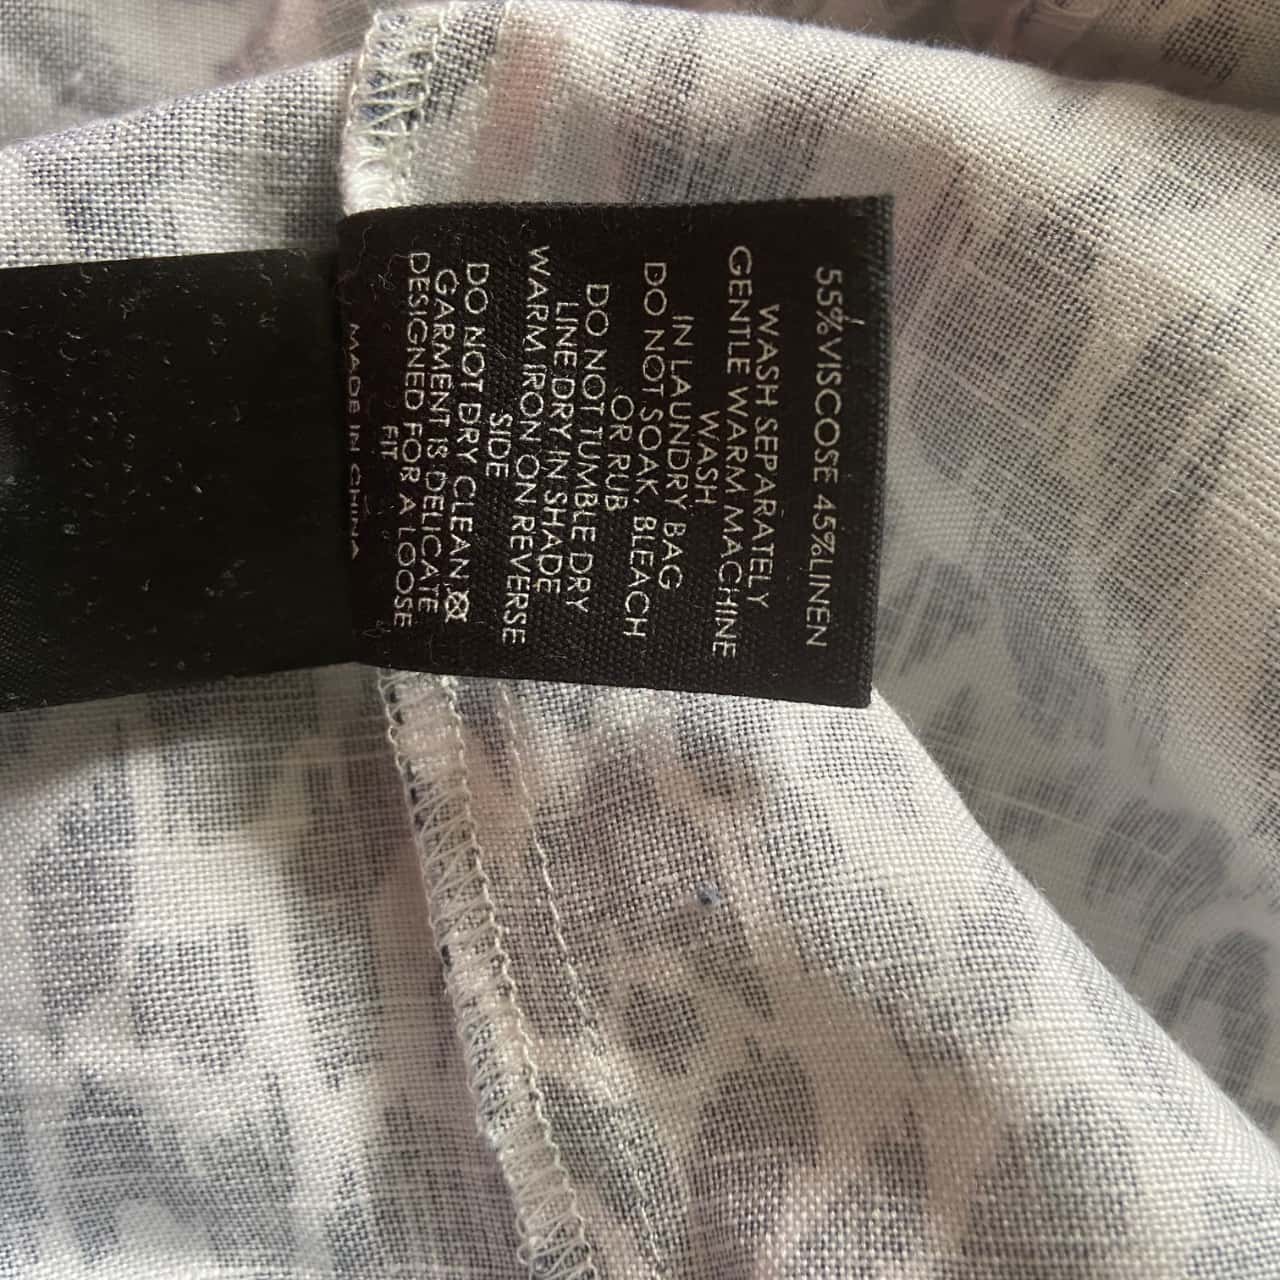 55%VISCOSE 45%LINEN
WASH SEPARATELY
GENTLE WARM MACHINE
WASH
IN LAUNDRY BAG
DO NOT SOAK, BLEACH
OR RUB
DO NOT TUMBLE DRY
LINE DRY IN SHADE
WARM IRON ON REVERSE
SIDE
DO NOT DRY CLEAN
GARMENT IS DELICATE
DESIGNED FOR A LOOSE
FIT
MADE IN CHINA